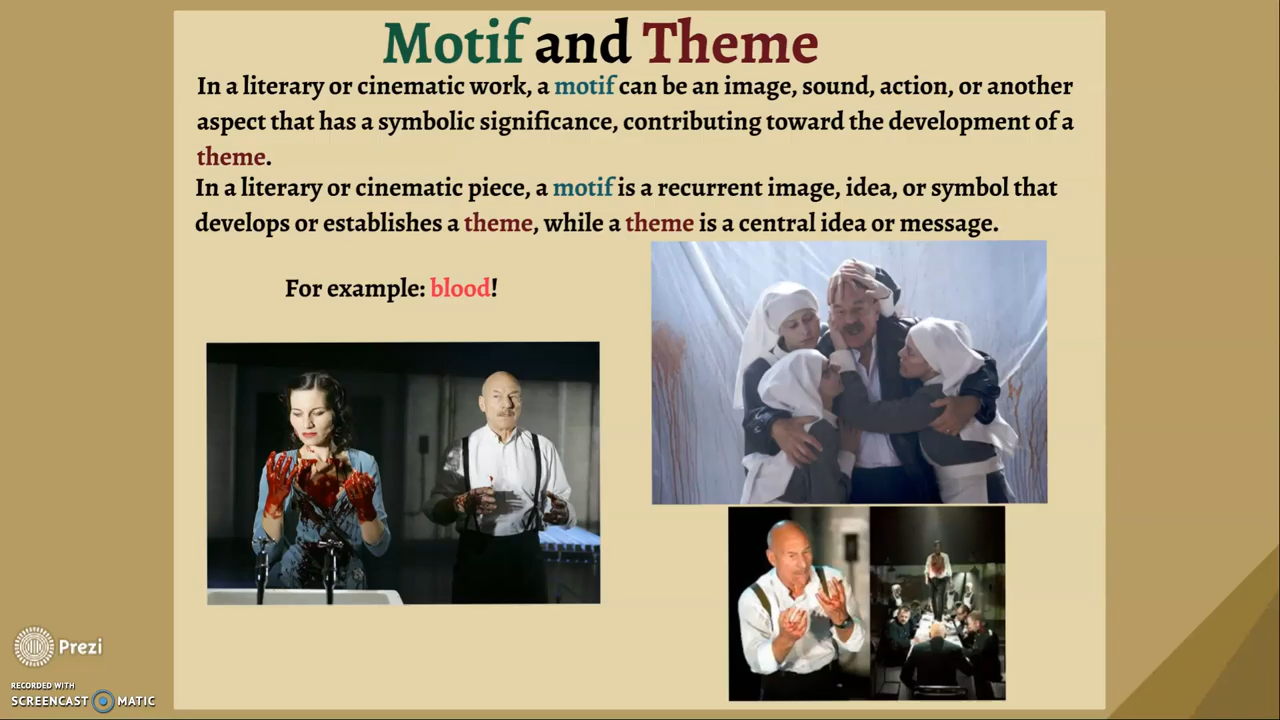 Motif and Theme
In a literary or cinematic work, a motif can be an image, sound, action, or another
aspect that has a symbolic significance, contributing toward the development of a
theme.
In a literary or cinematic piece, a motif is a recurrent image, idea, or symbol that
develops or establishes a theme, while a theme is a central idea or message.
For example: blood!
Prezi
RECORDED WITH
SCREENCAST MATIC